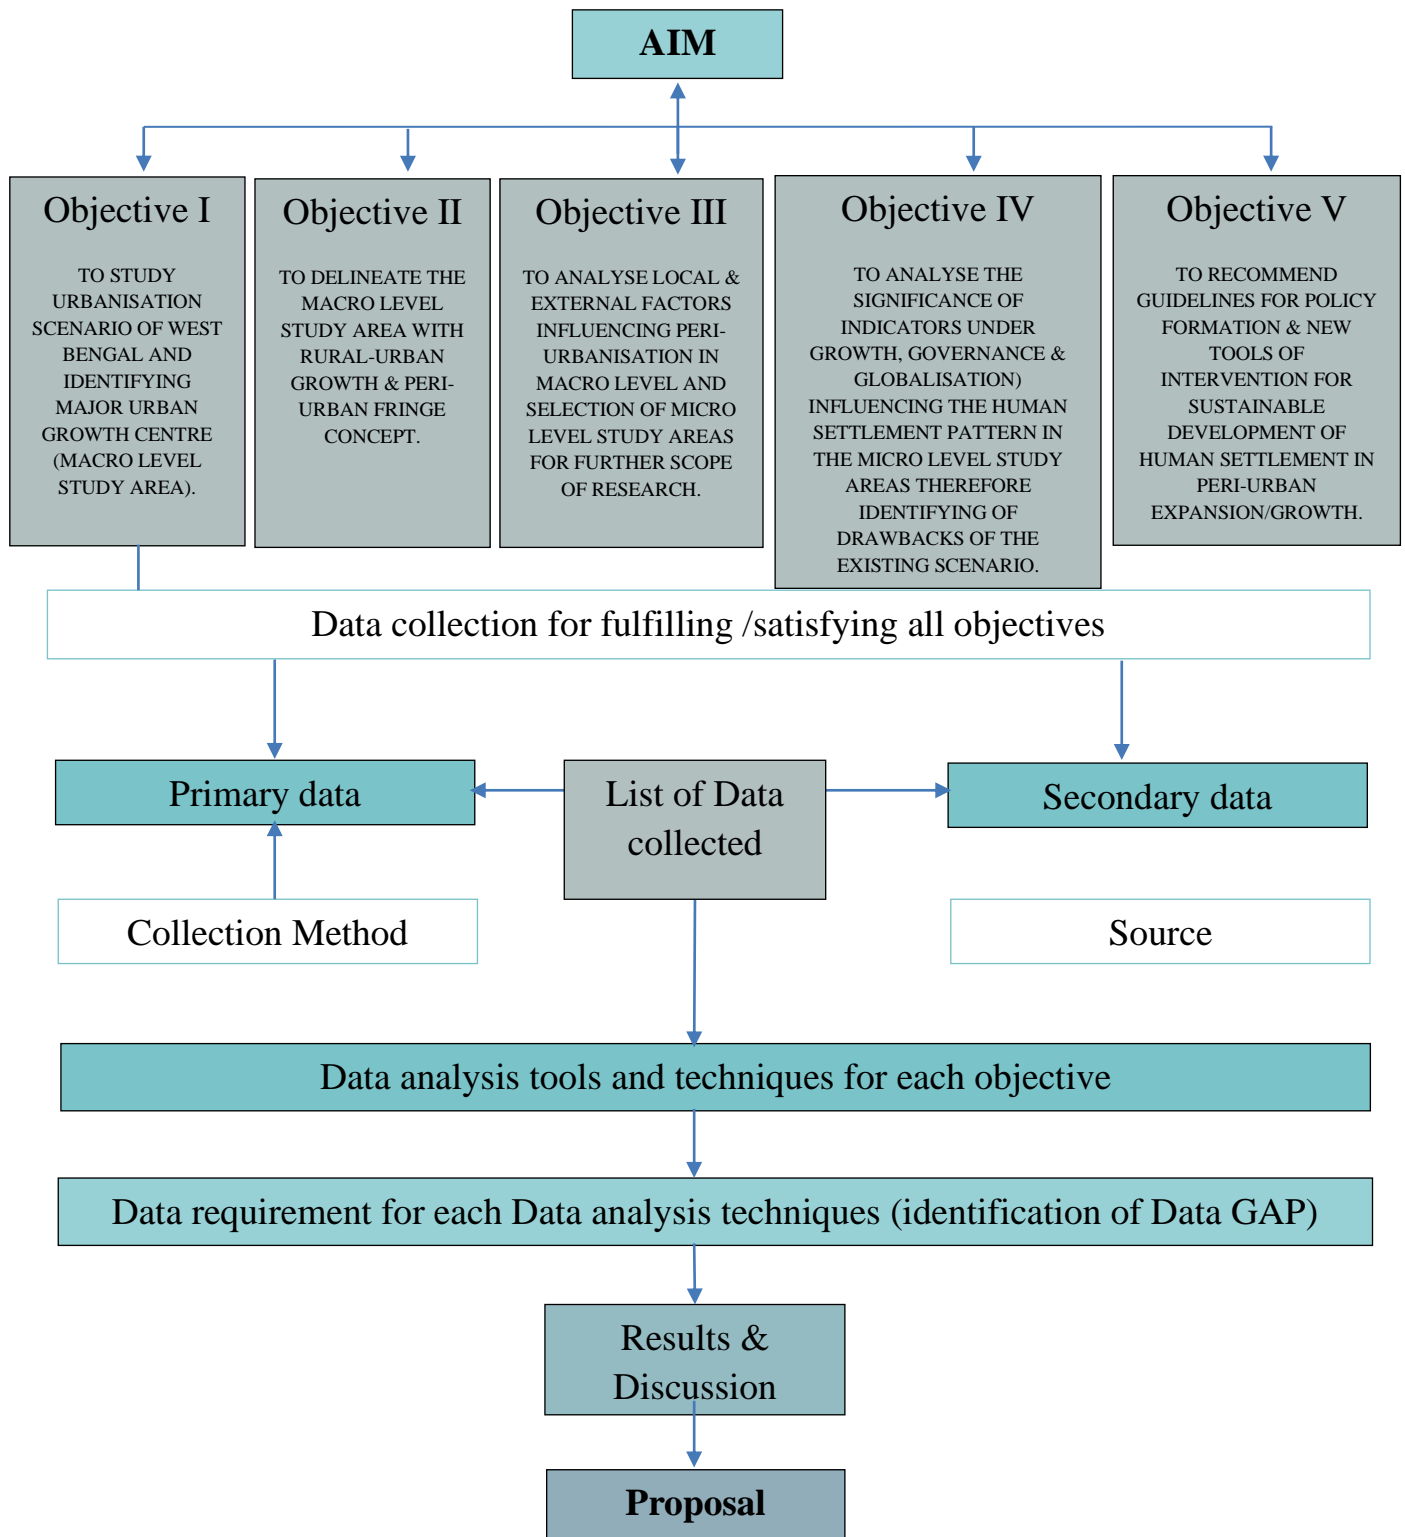 AIM
Objective I
TO STUDY
URBANISATION
SCENARIO OF WEST
BENGAL AND
IDENTIFYING
MAJOR URBAN
GROWTH CENTRE
(MACRO LEVEL
STUDY AREA).
Objective II
TO DELINEATE THE
MACRO LEVEL
STUDY AREA WITH
RURAL-URBAN
GROWTH & PERI-
URBAN FRINGE
CONCEPT.
Objective III
TO ANALYSE LOCAL &
EXTERNAL FACTORS
INFLUENCING PERI-
URBANISATION IN
MACRO LEVEL AND
SELECTION OF MICRO
LEVEL STUDY AREAS
FOR FURTHER SCOPE
OF RESEARCH.
Objective IV
TO ANALYSE THE
SIGNIFICANCE OF
INDICATORS UNDER
GROWTH, GOVERNANCE &
GLOBALISATION)
INFLUENCING THE HUMAN
SETTLEMENT PATTERN IN
THE MICRO LEVEL STUDY
AREAS THEREFORE
IDENTIFYING OF
DRAWBACKS OF THE
EXISTING SCENARIO.
Objective V
TO RECOMMEND
GUIDELINES FOR POLICY
FORMATION & NEW
TOOLS OF
INTERVENTION FOR
SUSTAINABLE
DEVELOPMENT OF
HUMAN SETTLEMENT IN
PERI-URBAN
EXPANSION/GROWTH.
Data collection for fulfilling /satisfying all objectives
Primary data
List of Data
collected
Secondary data
Collection Method
Source
Data analysis tools and techniques for each objective
Data requirement for each Data analysis techniques (identification of Data GAP)
Results &
Discussion
Proposal